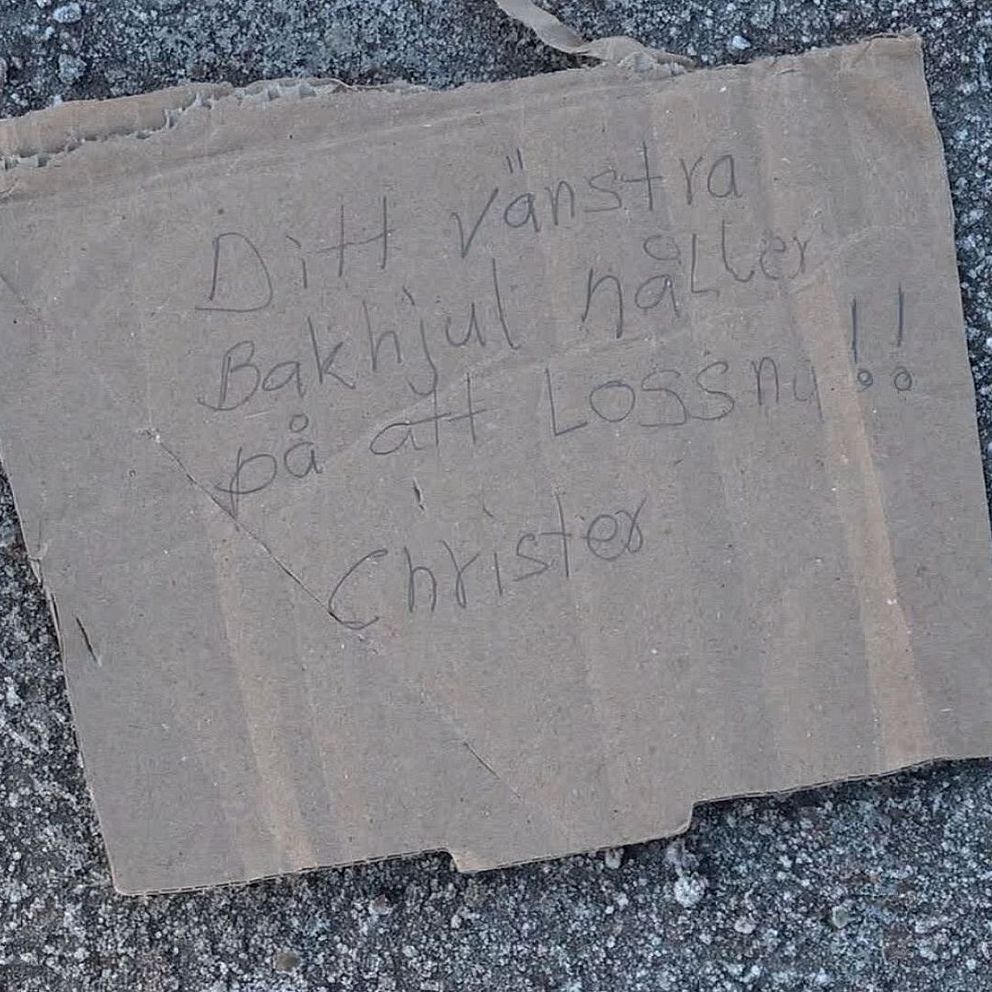 Ditt vänstra
Bakhjul håller
på att Lossna!!
Christer